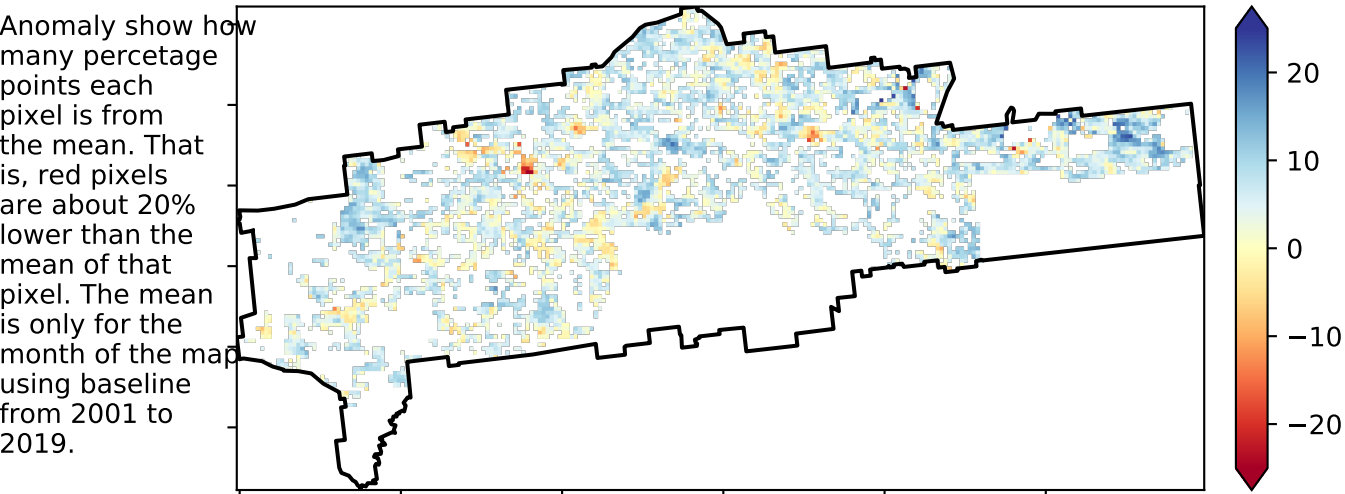 Anomaly show how
many percetage
points each
pixel is from
the mean. That
is, red pixels
are about 20%
lower than the
mean of that
pixel. The mean
is only for the
month of the map
using baseline
from 2001 to
2019.
20
10
0
−10
−20